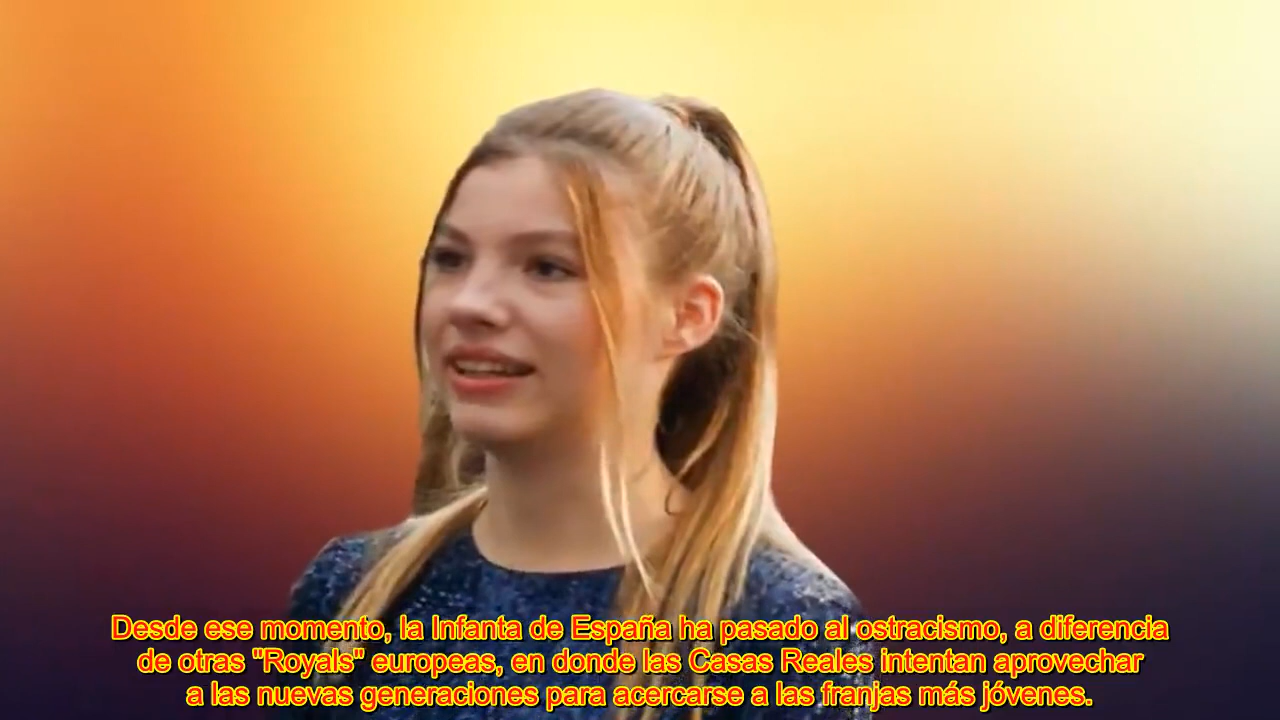 Desde ese momento, la Infanta de España ha pasado al ostracismo, a diferencia
de otras "Royals" europeas, en donde las Casas Reales intentan aprovechar
a las nuevas generaciones para acercarse a las franjas más jóvenes.